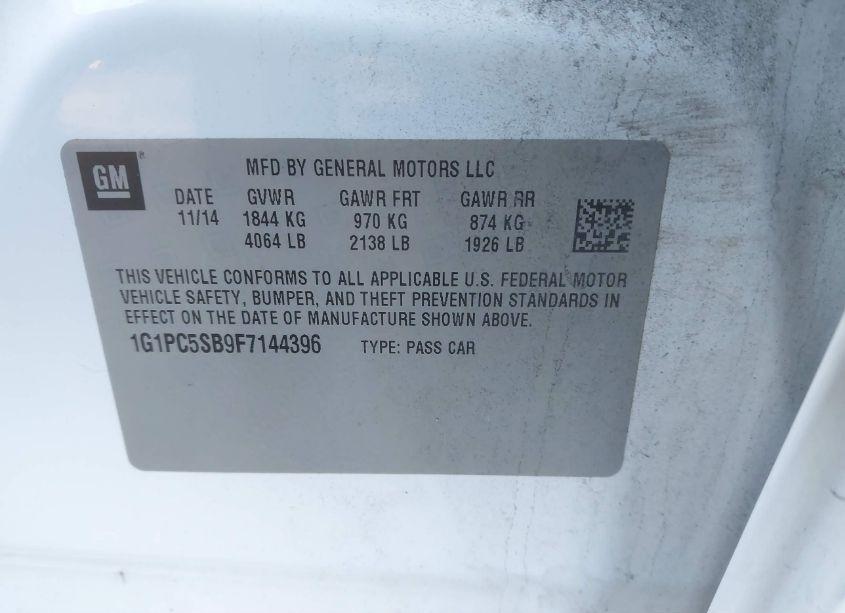 GM ® MFD BY GENERAL MOTORS LLC
DATE GVWR GAWR FRT GAWR RR
11/14 1844 KG 970 KG 874 KG
4064 LB 2138 LB 1926 LB
THIS VEHICLE CONFORMS TO ALL APPLICABLE U.S. FEDERAL MOTOR
VEHICLE SAFETY, BUMPER, AND THEFT PREVENTION STANDARDS IN
EFFECT ON THE DATE OF MANUFACTURE SHOWN ABOVE.
1G1PC5SB9F7144396 TYPE: PASS CAR